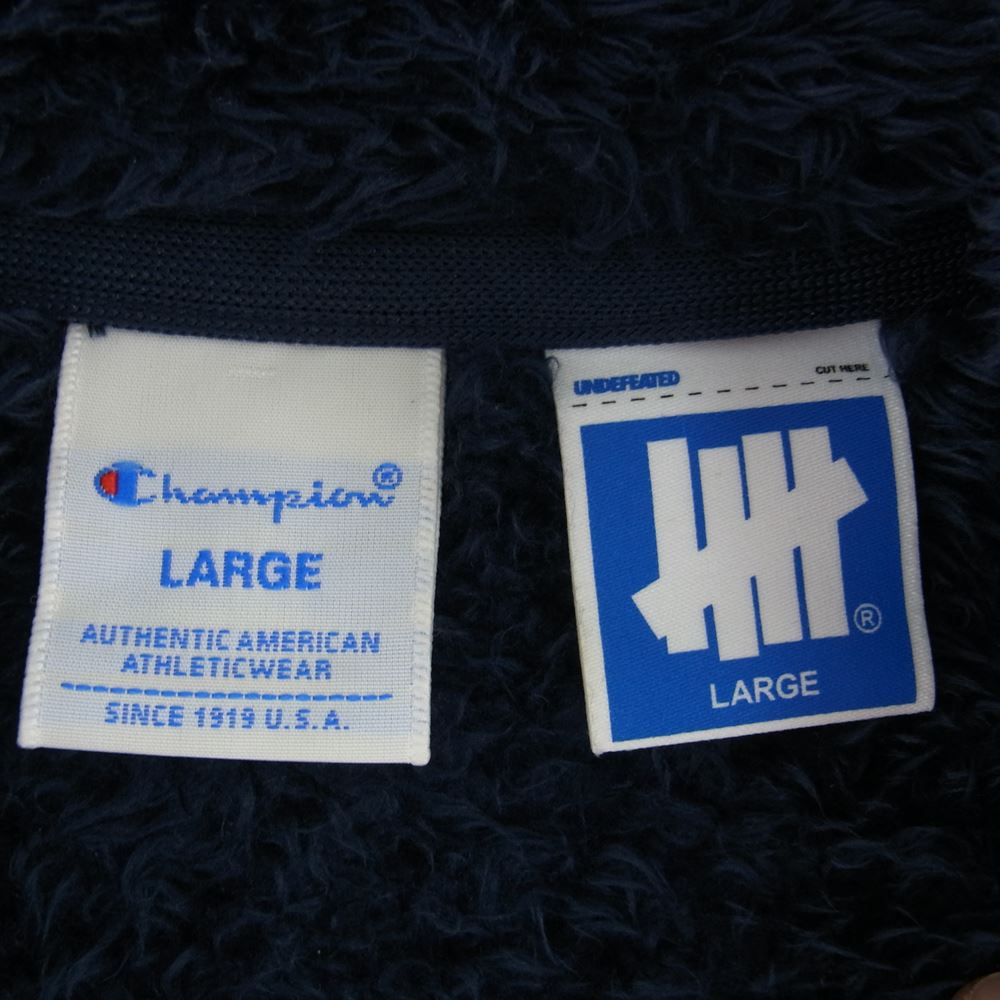 Champion®
LARGE
AUTHENTIC AMERICAN
ATHLETICWEAR
SINCE 1919 U.S.A.
UNDEFEATED
CUT HERE
®
LARGE